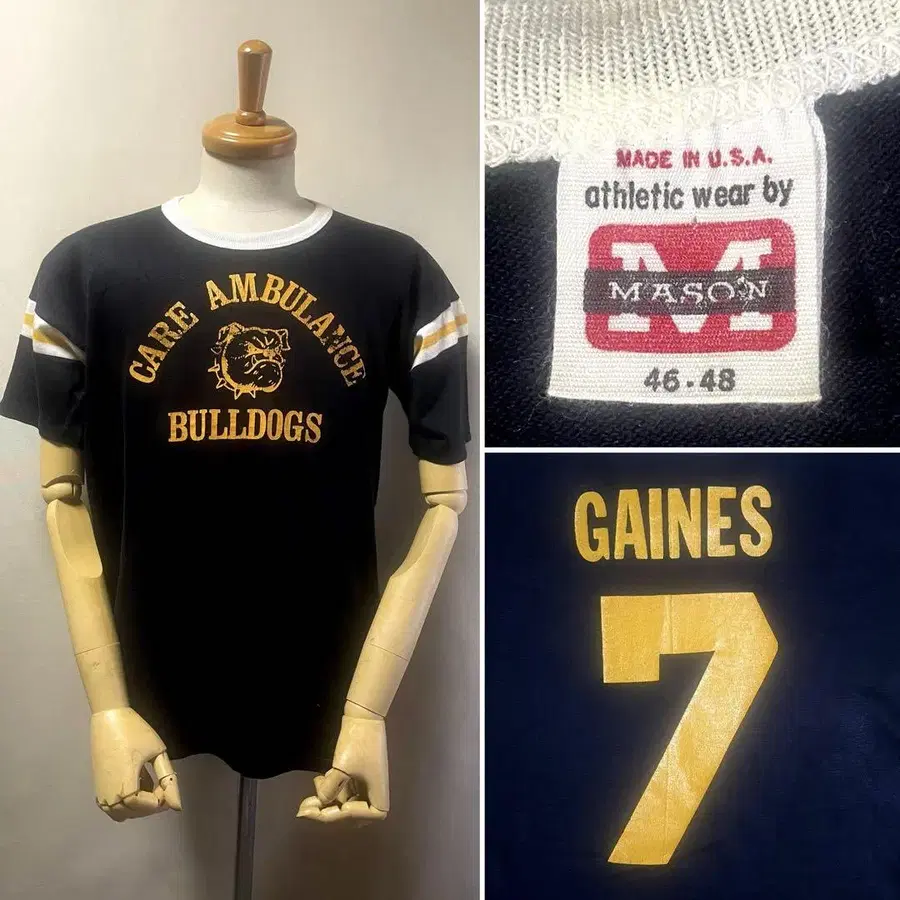 CARE AMBULANCE
BULLDOGS
MADE IN U.S.A.
athletic wear by
M
MASON
46-48
GAINES
7